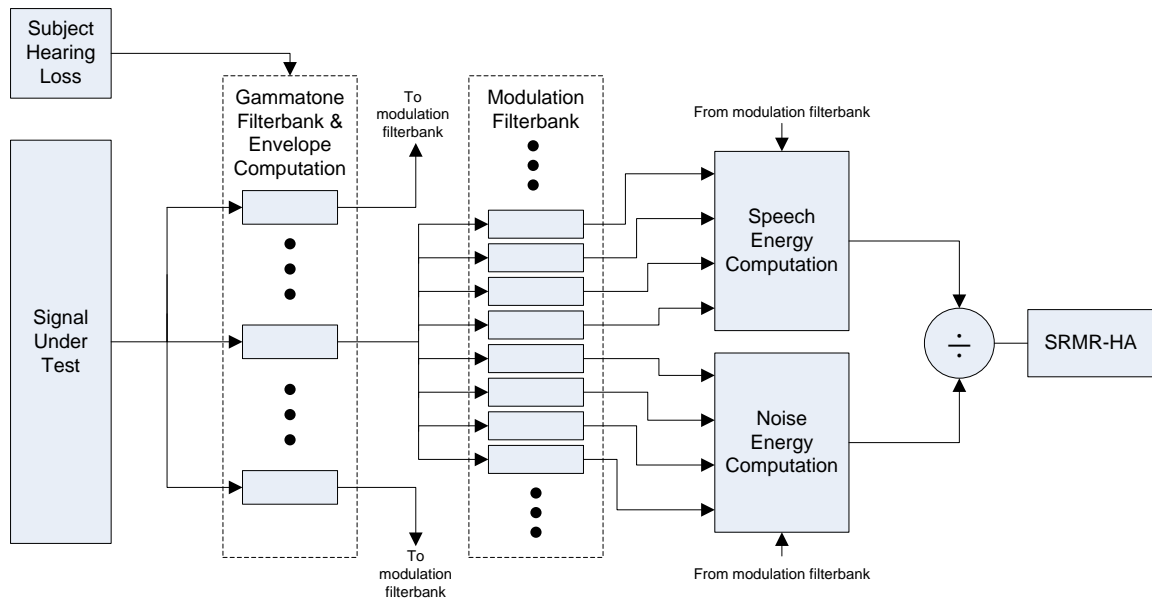 Subject
Hearing
Loss
Gammatone
Filterbank &
Envelope
Computation
To
modulation
filterbank
Modulation
Filterbank
From modulation filterbank
Signal
Under
Test
Speech
Energy
Computation
÷
SRMR-HA
Noise
Energy
Computation
To
modulation
filterbank
From modulation filterbank